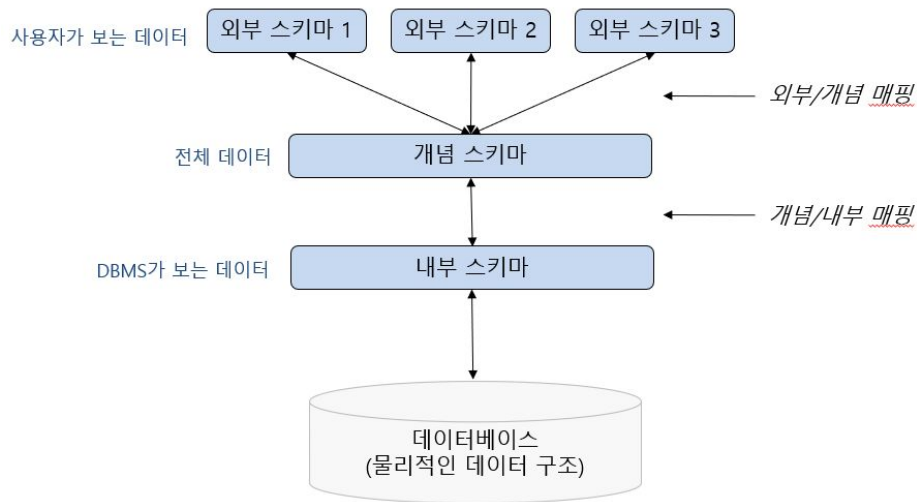 사용자가 보는 데이터
외부 스키마 1
외부 스키마 2
외부 스키마 3
외부/개념 매핑
전체 데이터
개념 스키마
개념/내부 매핑
DBMS가 보는 데이터
내부 스키마
데이터베이스
(물리적인 데이터 구조)